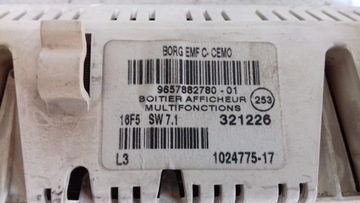 BORG EMF C- CEMO
9657882780 - 01
BOITIER AFFICHEUR
MULTIFONCTIONS
253
16F5 SW 7.1 321226
L3 1024775-17